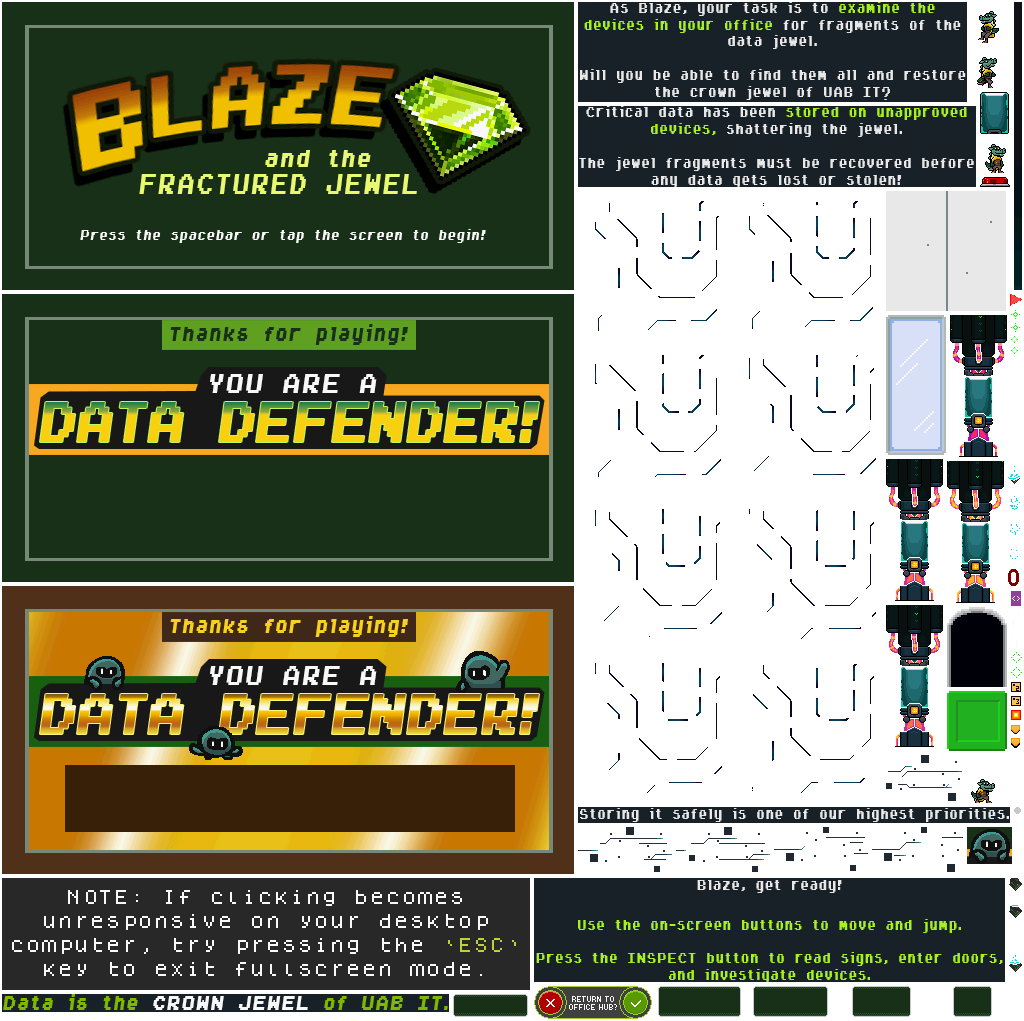 BLAZE
and the
FRACTURED JEWEL
Press the spacebar or tap the screen to begin!
As Blaze, your task is to examine the
devices in your office for fragments of the
data jewel.
Will you be able to find them all and restore
the crown jewel of UAB IT?
Critical data has been stored on unapproved
devices, shattering the jewel.
The jewel fragments must be recovered before
any data gets lost or stolen!
Thanks for playing!
YOU ARE A
DATA DEFENDER!
0
Thanks for playing!
YOU ARE A
DATA DEFENDER!
Storing it safely is one of our highest priorities.
NOTE: If clicking becomes
unresponsive on your desktop
computer, try pressing the 'ESC'
key to exit fullscreen mode.
Blaze, get ready!
Use the on-screen buttons to move and jump.
Press the INSPECT button to read signs, enter doors,
and investigate devices.
Data is the CROWN JEWEL of UAB IT.
RETURN TO
OFFICE HUB?